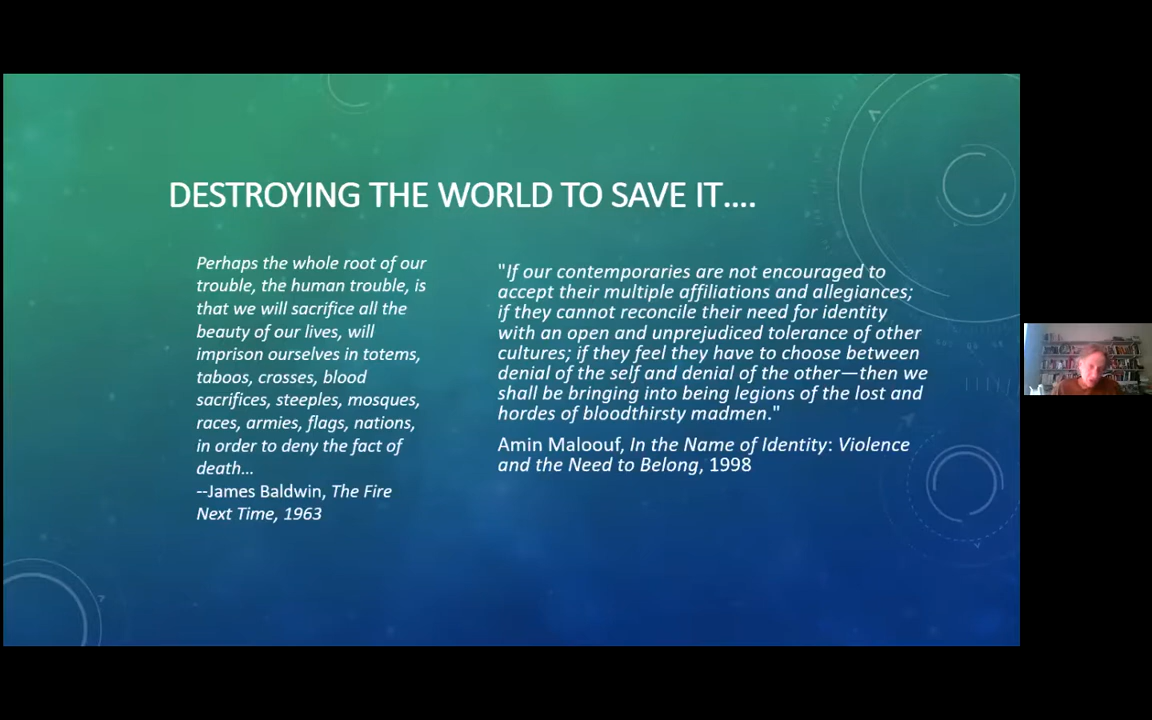 DESTROYING THE WORLD TO SAVE IT....
Perhaps the whole root of our
trouble, the human trouble, is
that we will sacrifice all the
beauty of our lives, will
imprison ourselves in totems,
taboos, crosses, blood
sacrifices, steeples, mosques,
races, armies, flags, nations,
in order to deny the fact of
death...
--James Baldwin, The Fire
Next Time, 1963
"If our contemporaries are not encouraged to
accept their multiple affiliations and allegiances;
if they cannot reconcile their need for identity
with an open and unprejudiced tolerance of other
cultures; if they feel they have to choose between
denial of the self and denial of the other—then we
shall be bringing into being legions of the lost and
hordes of bloodthirsty madmen."
Amin Maloouf, In the Name of Identity: Violence
and the Need to Belong, 1998